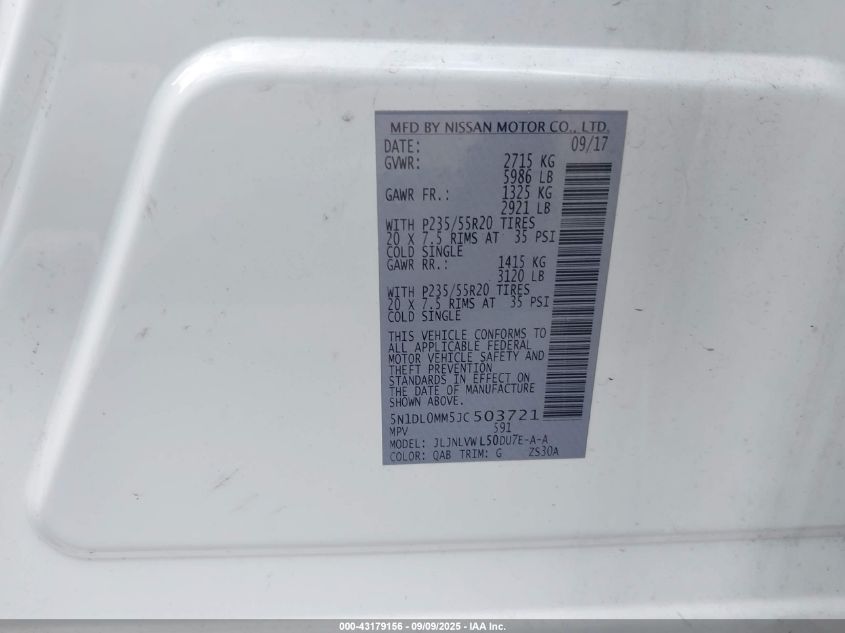 MFD BY NISSAN MOTOR CO., LTD.
DATE: 09/17
GVWR: 2715 KG
5986 LB
GAWR FR.: 1325 KG
2921 LB
WITH P235/55R20 TIRES
20 X 7.5 RIMS AT 35 PSI
COLD SINGLE
GAWR RR.: 1415 KG
3120 LB
WITH P235/55R20 TIRES
20 X 7.5 RIMS AT 35 PSI
COLD SINGLE
THIS VEHICLE CONFORMS TO
ALL APPLICABLE FEDERAL
MOTOR VEHICLE SAFETY AND
THEFT PREVENTION
STANDARDS IN EFFECT ON
THE DATE OF MANUFACTURE
SHOWN ABOVE.
5N1DL0MM5JC503721
MPV 591
MODEL: JLJNLVWL50DU7E-A-A
COLOR: QAB TRIM: G ZS30A
000-43179156 - 09/09/2025 - IAA Inc.